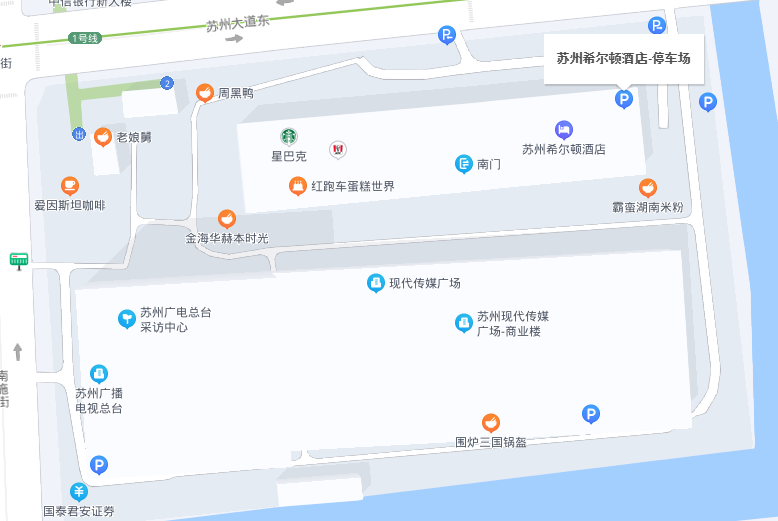 中信银行新大楼
苏州大道东
1号线
街
苏州希尔顿酒店-停车场
P
P
P
P
2
周黑鸭
出
老娘舅
星巴克
苏州希尔顿酒店
南门
红跑车蛋糕世界
爱因斯坦咖啡
霸蛮湖南米粉
金海华赫本时光
现代传媒广场
苏州广电总台
采访中心
苏州现代传媒
广场-商业楼
南施街
苏州广播
电视总台
P
围炉三国锅盔
P
国泰君安证券